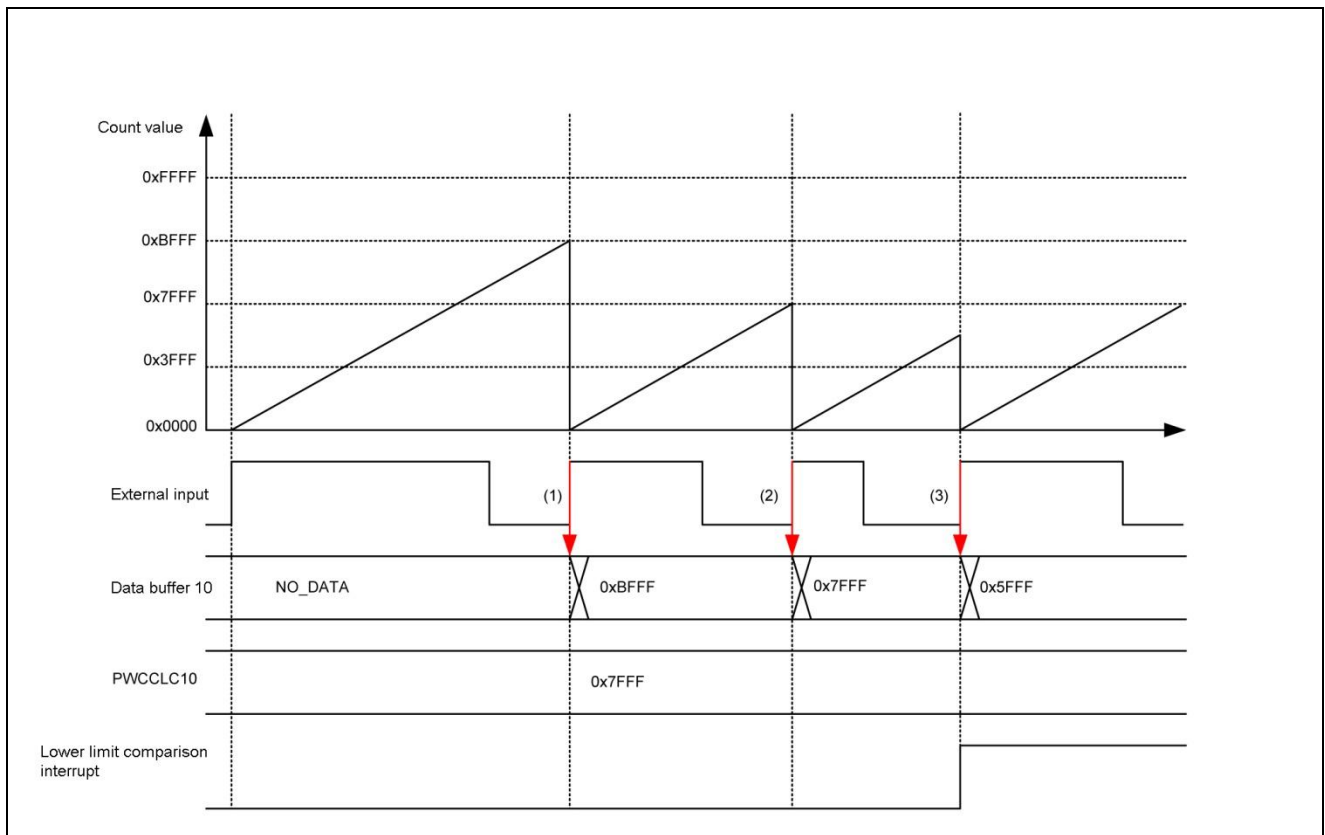 Count value
0xFFFF
0xBFFF
0x7FFF
0x3FFF
0x0000
External input
(1)
(2)
(3)
Data buffer 10
NO_DATA
0xBFFF
0x7FFF
0x5FFF
PWCCLC10
0x7FFF
Lower limit comparison
interrupt